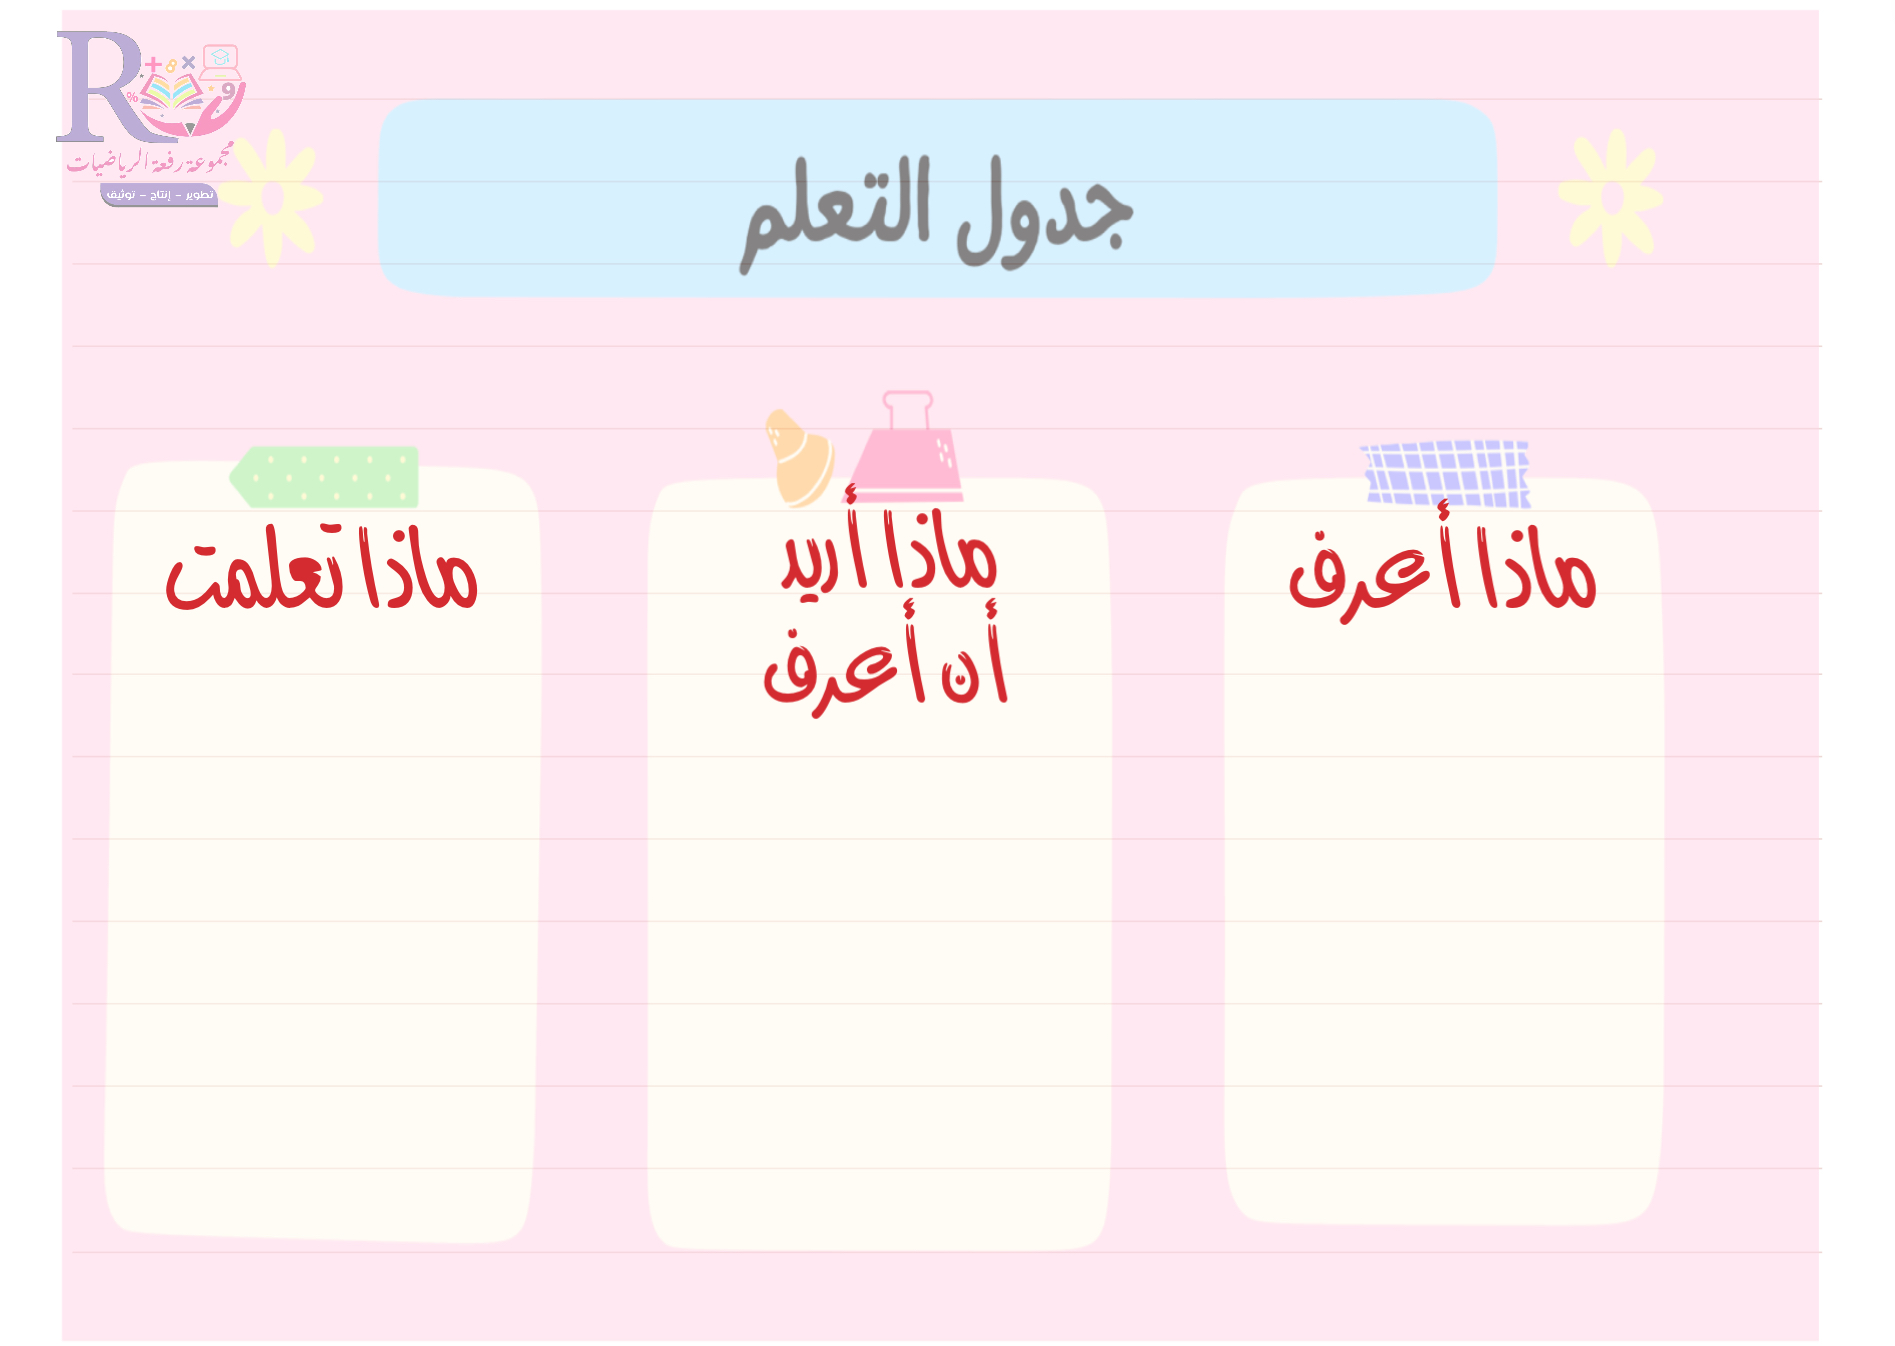 مجموعة رفعة الرياضيات
تطوير - إنتاج - توثيق
جدول التعلم
ماذا أعرف
ماذا أريد
أن أعرف
ماذا تعلمت